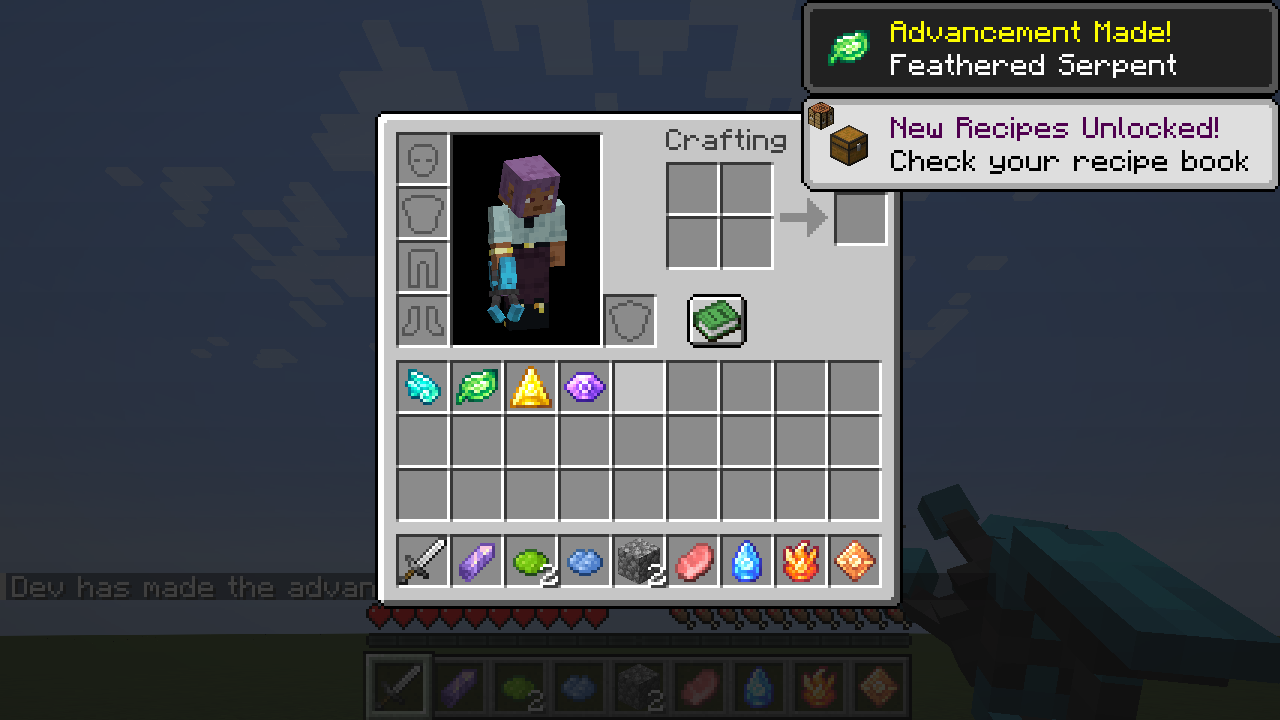 Advancement Made!
Feathered Serpent
New Recipes Unlocked!
Check your recipe book
Crafting
2
2
Dev has made the advan
2
2